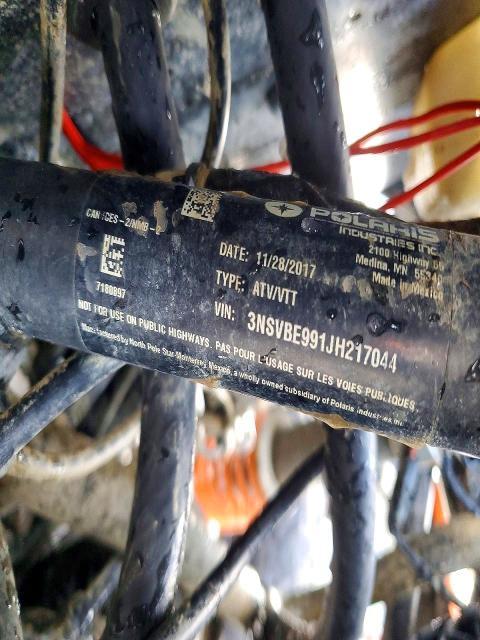 CAN ICES-2/NMB-2
POLARIS
INDUSTRIES INC.
2100 Highway 55
Medina, MN 55340
Made in Mexico
7180897
DATE: 11/28/2017
TYPE: ATV/VTT
VIN: 3NSVBE991JH217044
NOT FOR USE ON PUBLIC HIGHWAYS. PAS POUR L'USAGE SUR LES VOIES PUBLIQUES.
Manufactured by North Pole Star-Monterrey, Mexico, a wholly owned subsidiary of Polaris Industries Inc.